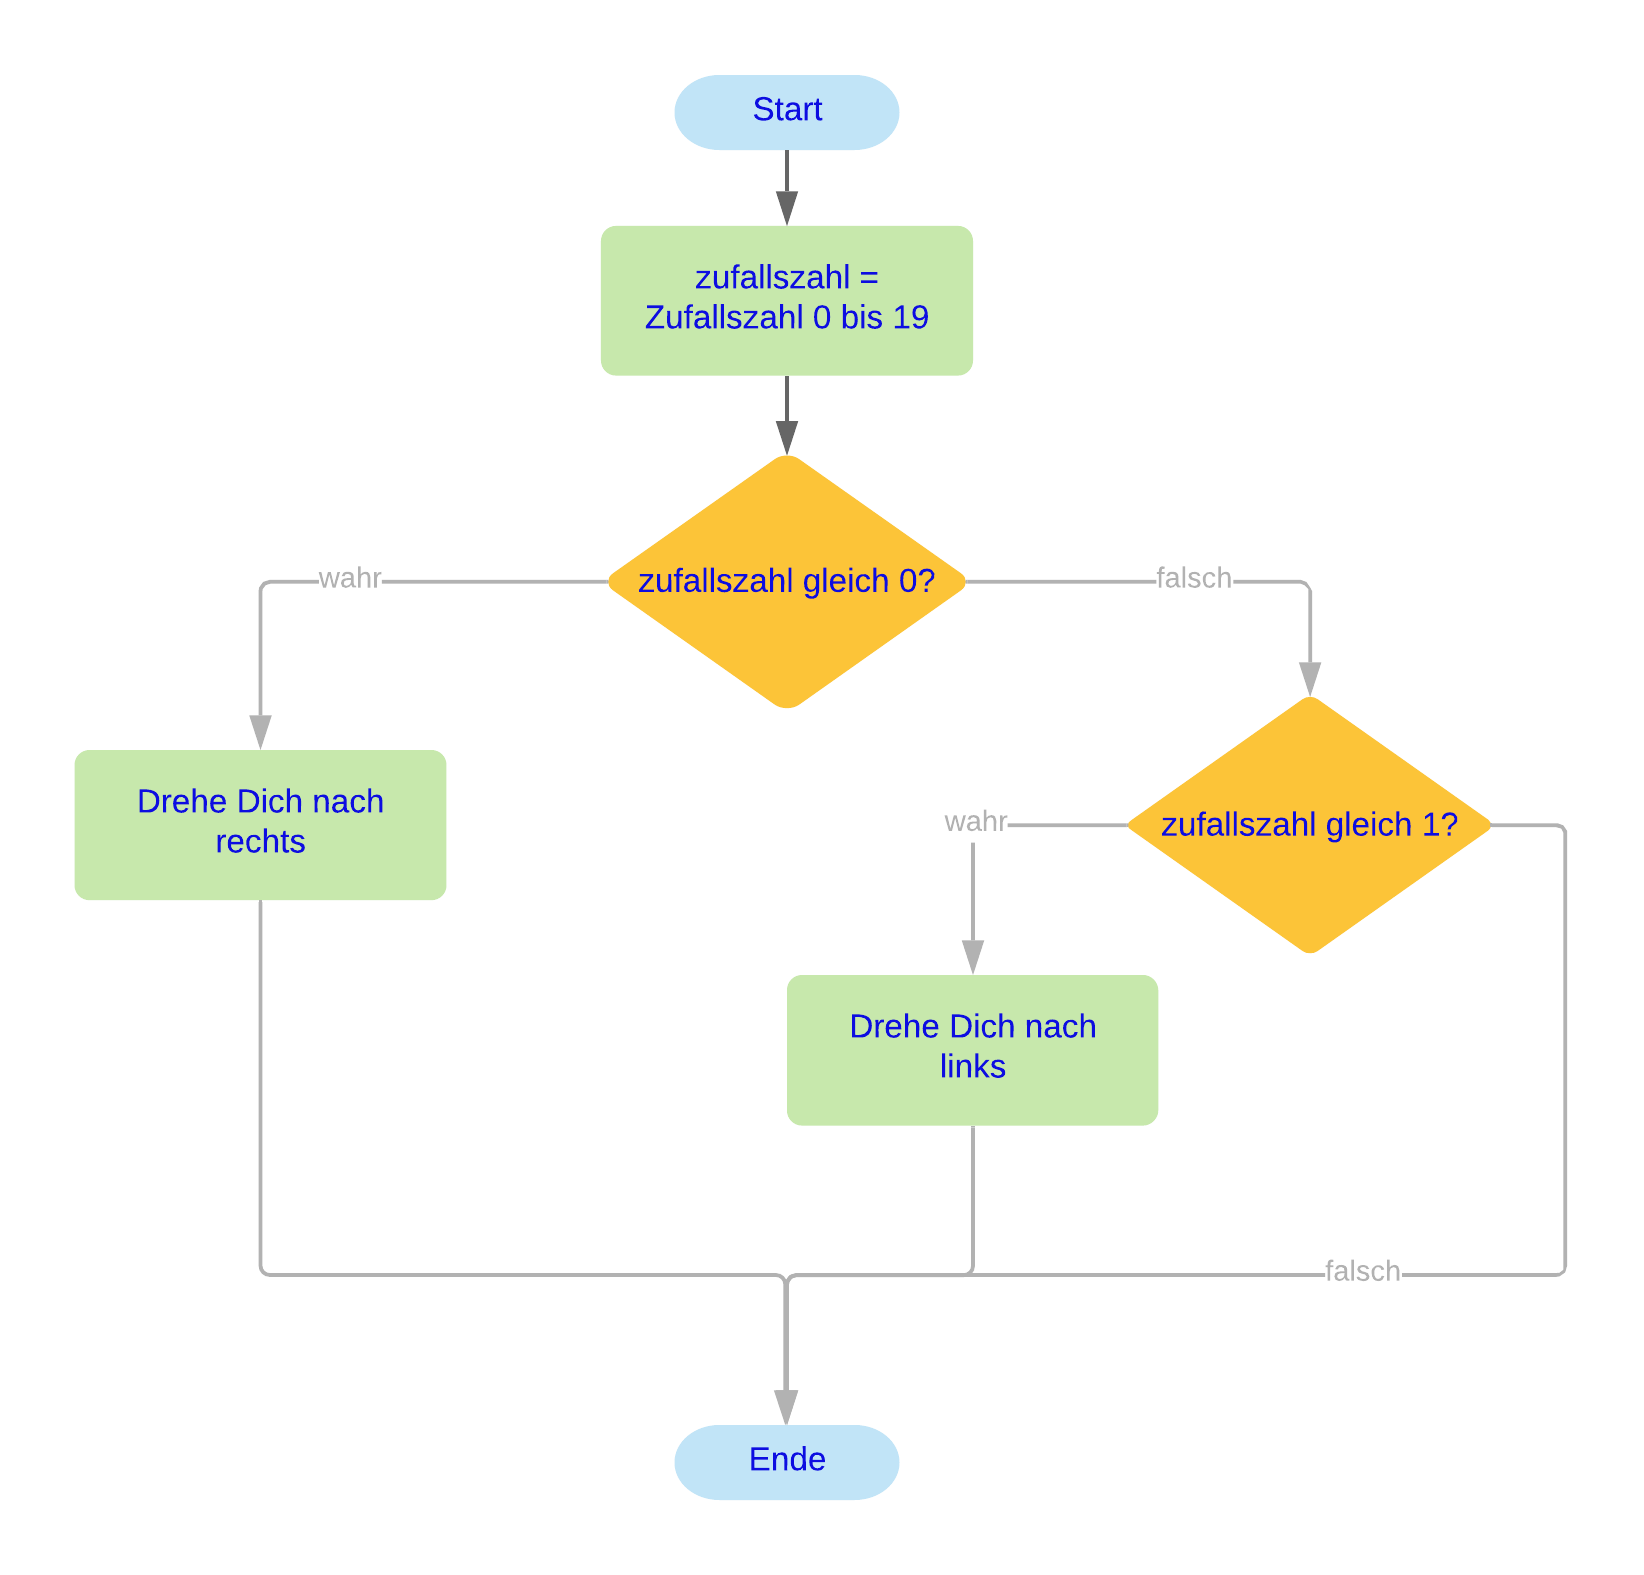 Start
zufallszahl =
Zufallszahl 0 bis 19
zufallszahl gleich 0?
wahr
falsch
Drehe Dich nach
rechts
zufallszahl gleich 1?
wahr
Drehe Dich nach
links
falsch
Ende